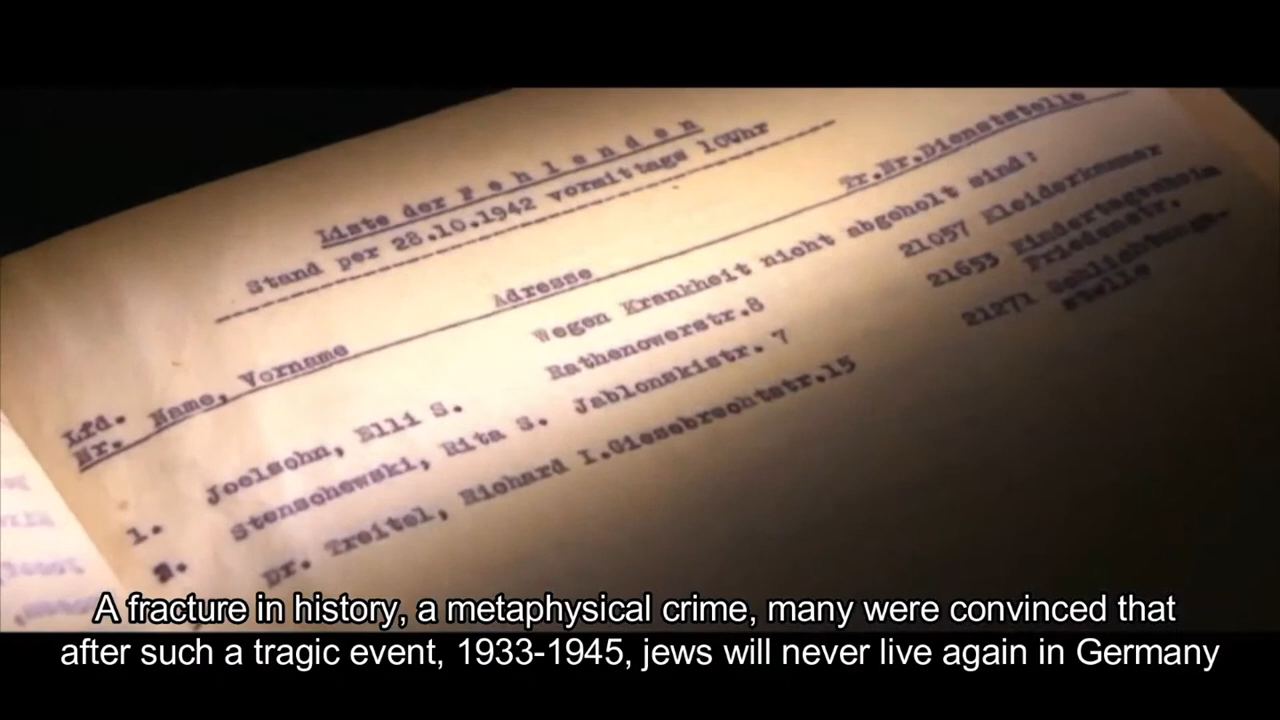 Liste der F e h l e n d e n
Stand per 28.10.1942 vormittags 10Uhr
Lfd.
Nr. Name, Vorname Adresse Tr.Nr.Dienststelle
Wegen Krankheit nicht abgeholt sind:
1. Joelsohn, Elli S. Rathenowerstr.8 21057 Kleiderkammer
2. Stenschewski, Rita S. Jablonskistr. 7 21653 Kindertagesheim
Friedenstr.
Dr. Treitel, Richard I.Giesebrechtstr.15 21271 Schlichtungs-
stelle
A fracture in history, a metaphysical crime, many were convinced that
after such a tragic event, 1933-1945, jews will never live again in Germany